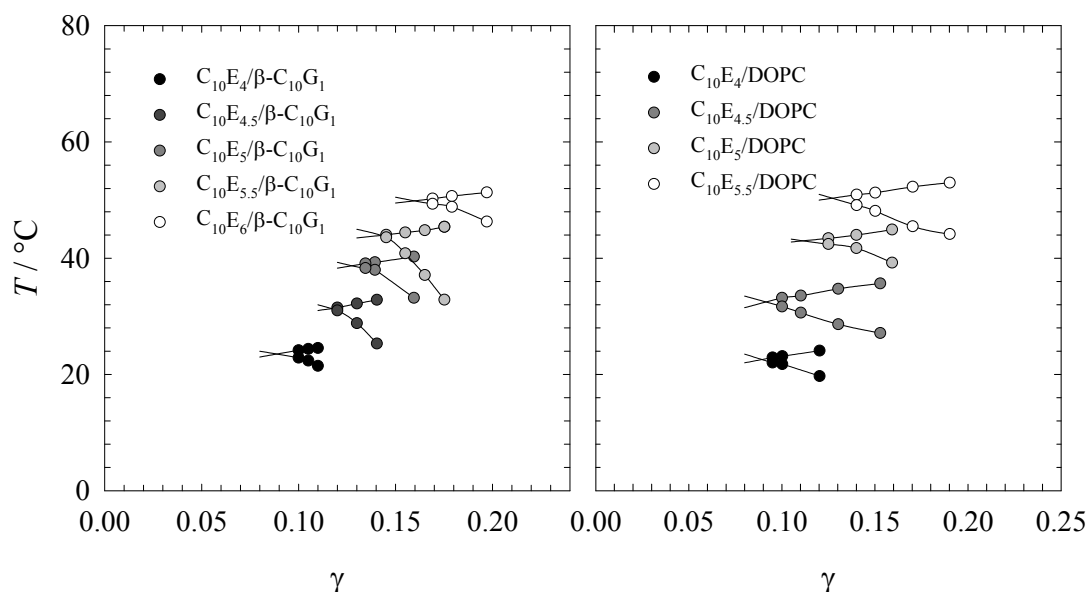 80
60
40
20
0
T / °C
C₁₀E₄/β-C₁₀G₁
C₁₀E₄.₅/β-C₁₀G₁
C₁₀E₅/β-C₁₀G₁
C₁₀E₅.₅/β-C₁₀G₁
C₁₀E₆/β-C₁₀G₁
0.00 0.05 0.10 0.15 0.20
γ
C₁₀E₄/DOPC
C₁₀E₄.₅/DOPC
C₁₀E₅/DOPC
C₁₀E₅.₅/DOPC
0.00 0.05 0.10 0.15 0.20 0.25
γ